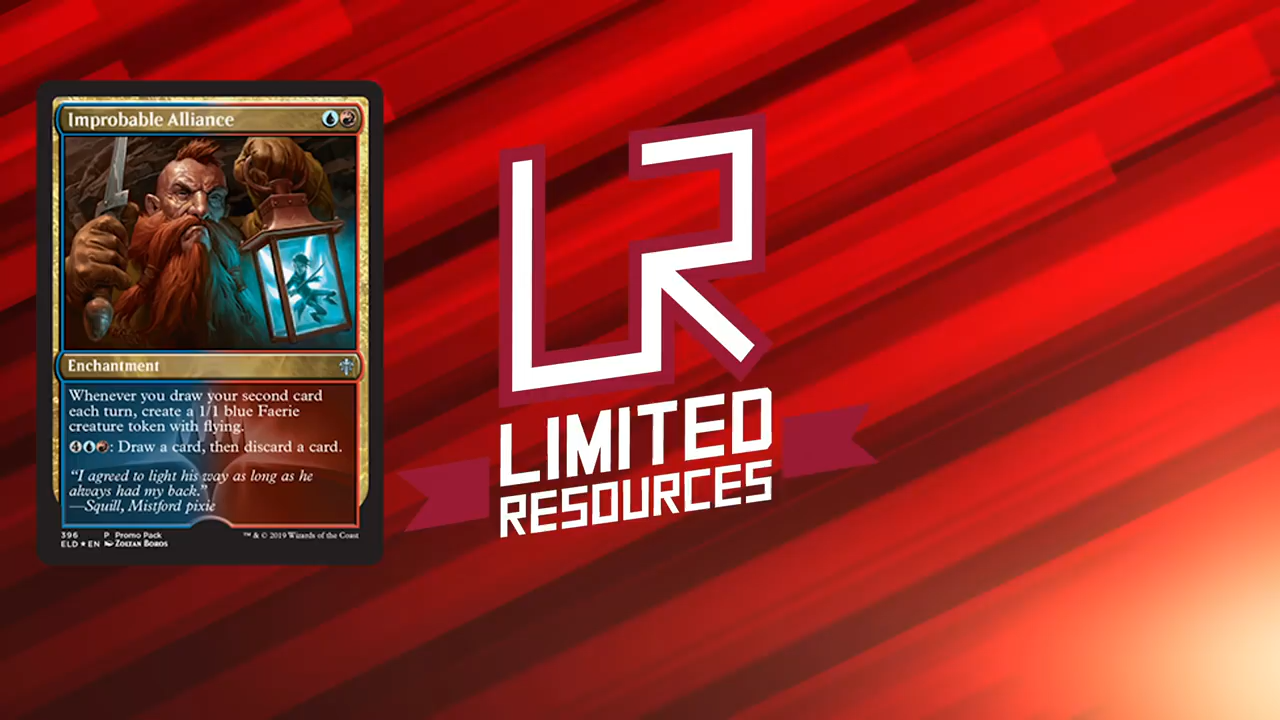 Improbable Alliance
Enchantment
Whenever you draw your second card
each turn, create a 1/1 blue Faerie
creature token with flying.
4: Draw a card, then discard a card.
"I agreed to light his way as long as he
always had my back."
—Squill, Mistford pixie
396 P Promo Pack
ELD ★ EN Zoltan Boros
™ & © 2019 Wizards of the Coast
LR
LIMITED
RESOURCES